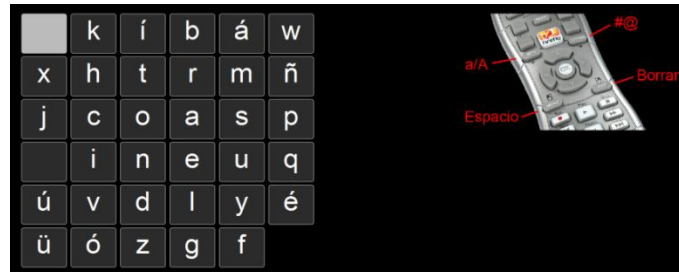 k í b á w
x h t r m ñ
j c o a s p
i n e u q
ú v d l y é
ü ó z g f
#@
a/A
Borrar
Espacio